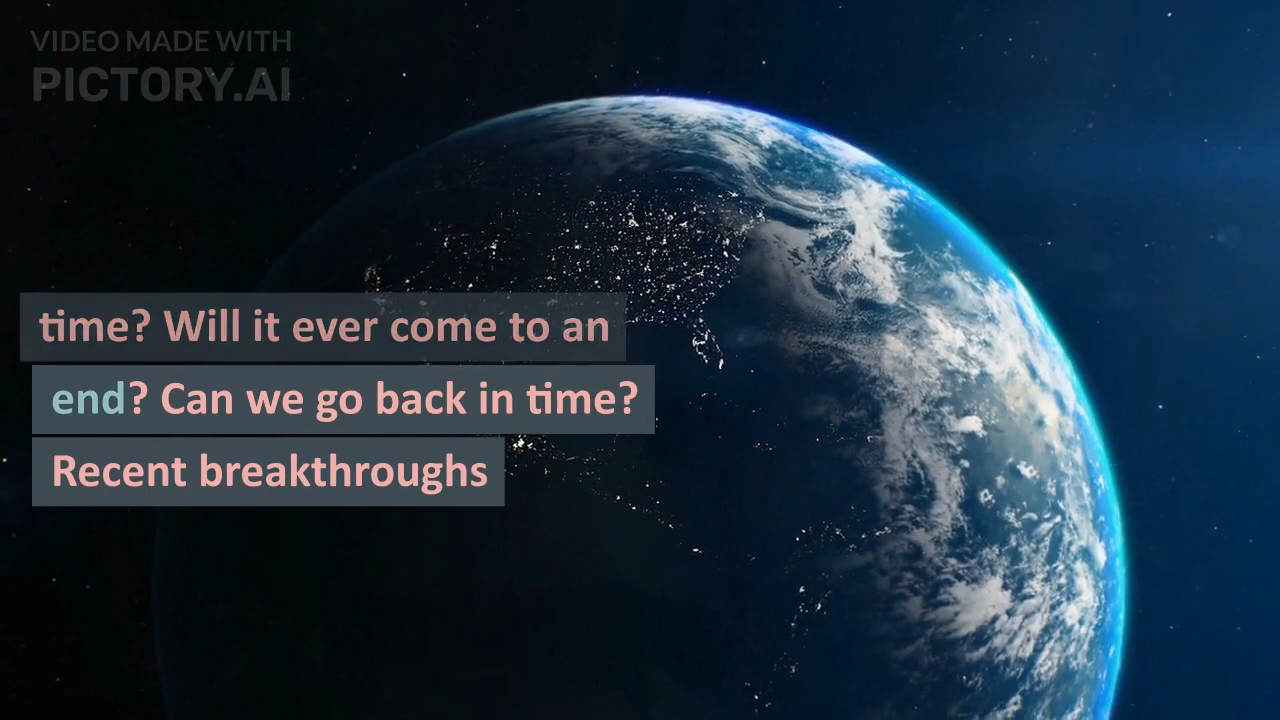 VIDEO MADE WITH
PICTORY.AI
time? Will it ever come to an
end? Can we go back in time?
Recent breakthroughs